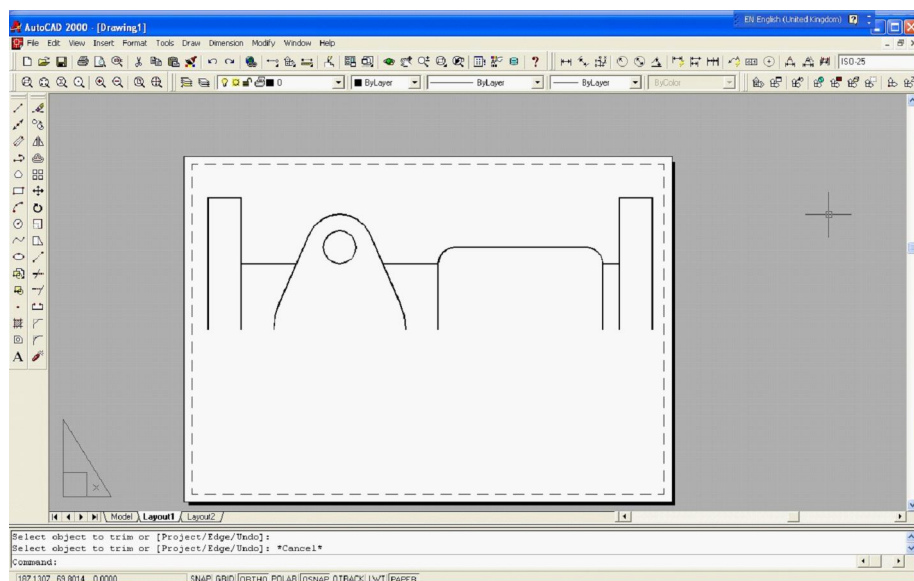 EN English (United Kingdom) ?
AutoCAD 2000 - [Drawing1]
File Edit View Insert Format Tools Draw Dimension Modify Window Help
?
ISO-25
0
ByLayer
ByLayer
ByLayer
ByColor
A
Model Layout1 Layout2
Select object to trim or [Project/Edge/Undo]:
Select object to trim or [Project/Edge/Undo]: *Cancel*
Command:
187.1307, 69.8014 , 0.0000 SNAP GRID ORTHO POLAR OSNAP OTRACK LWT PAPER